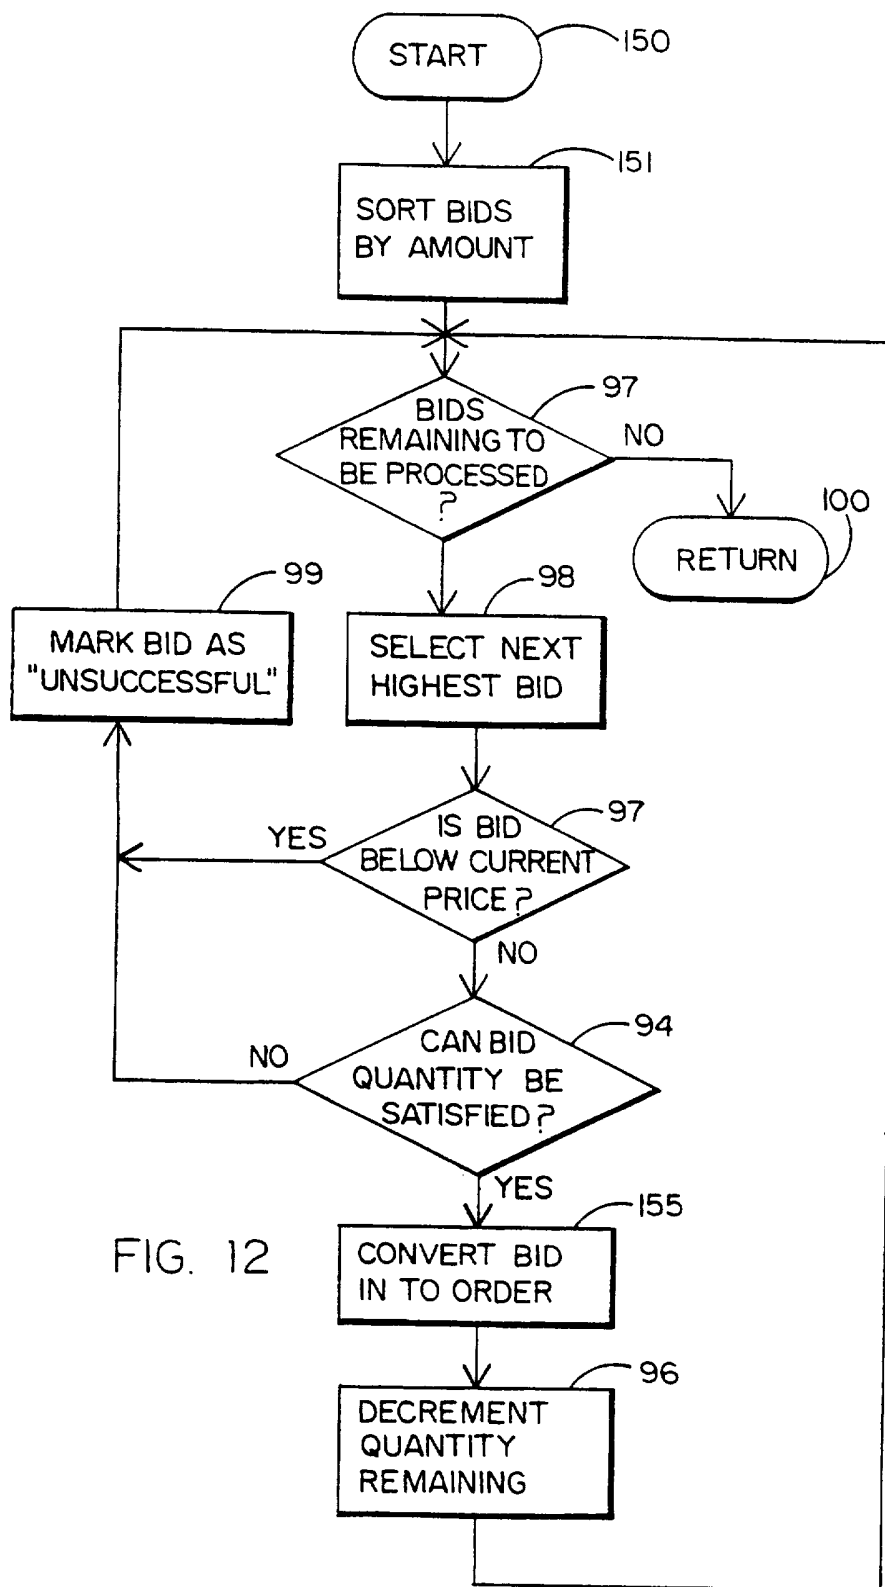 START
150
151
SORT BIDS
BY AMOUNT
97
BIDS
REMAINING TO
BE PROCESSED
?
NO
100
RETURN
99
MARK BID AS
"UNSUCCESSFUL"
98
SELECT NEXT
HIGHEST BID
97
YES
IS BID
BELOW CURRENT
PRICE?
NO
94
NO
CAN BID
QUANTITY BE
SATISFIED?
YES
155
FIG. 12
CONVERT BID
IN TO ORDER
96
DECREMENT
QUANTITY
REMAINING